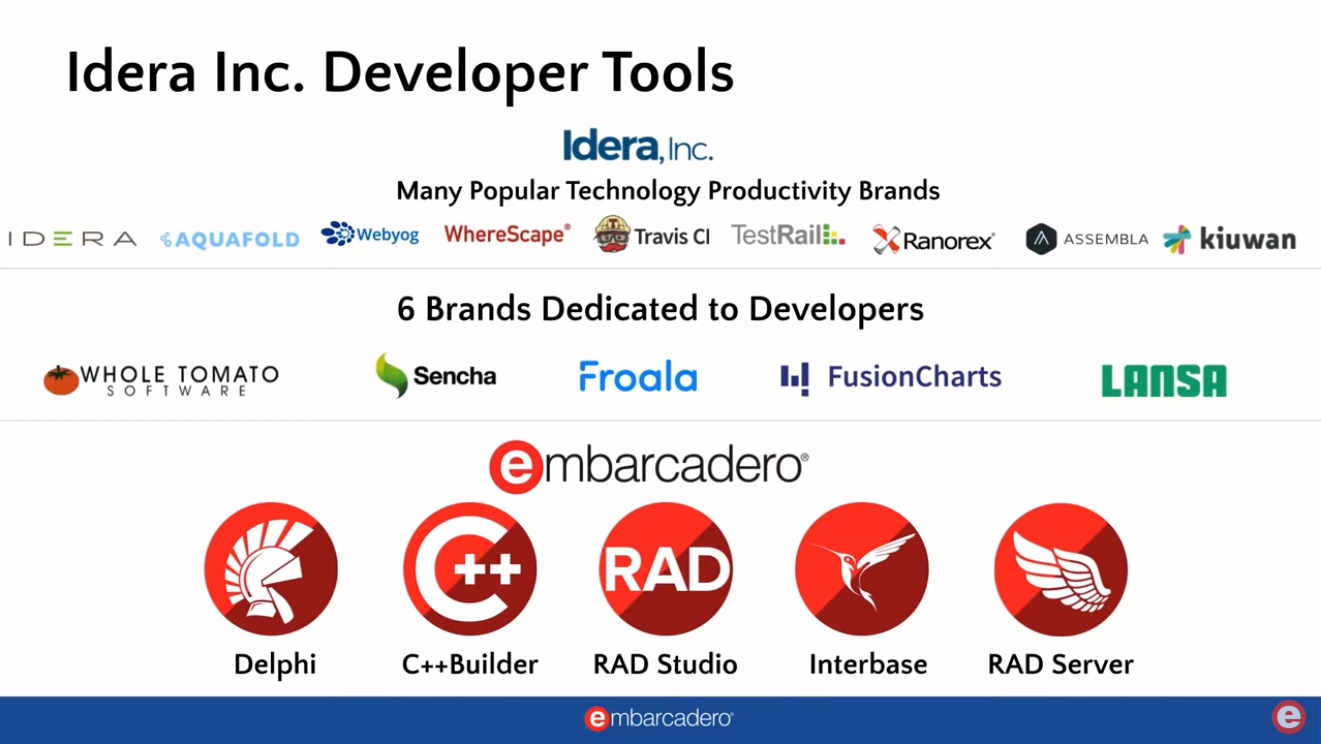 Idera Inc. Developer Tools
Idera, Inc.
Many Popular Technology Productivity Brands
IDERA AQUAFOLD Webyog WhereScape® Travis CI TestRail Ranorex® ASSEMBLA kiuwan
6 Brands Dedicated to Developers
WHOLE TOMATO SOFTWARE Sencha Froala FusionCharts LANSA
embarcadero®
C++ RAD
Delphi C++Builder RAD Studio Interbase RAD Server
embarcadero®
e